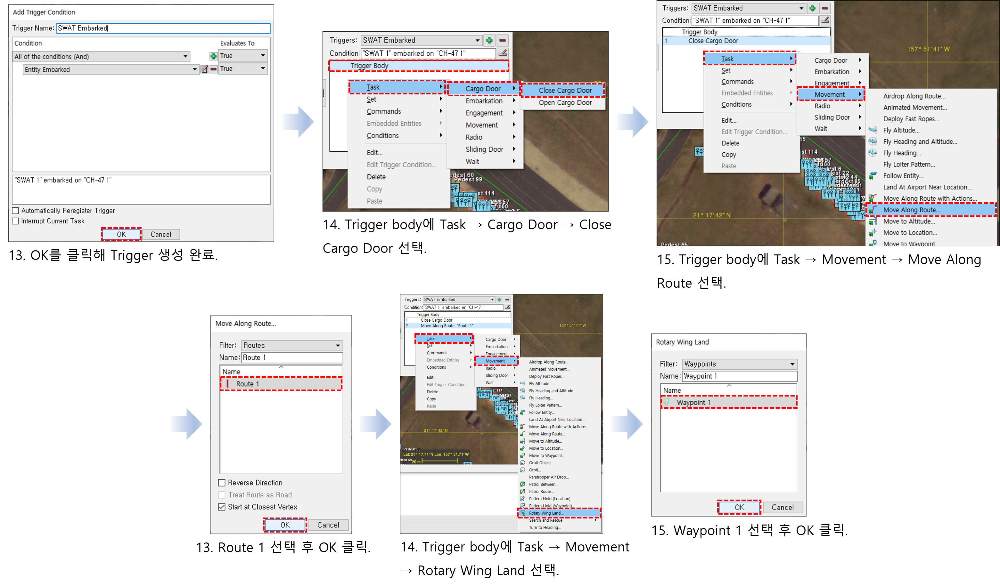 Add Trigger Condition
Trigger Name: SWAT Embarked
Condition Evaluates To
All of the conditions (And) True
Entity Embarked True
"SWAT 1" embarked on "CH-47 1"
Automatically Reregister Trigger
Interrupt Current Task
OK Cancel
13. OK를 클릭해 Trigger 생성 완료.
Triggers: SWAT Embarked
Condition: "SWAT 1" embarked on "CH-47 1"
Trigger Body
Task
Set
Commands
Embedded Entities
Conditions
Edit...
Edit Trigger Condition...
Delete
Copy
Paste
Cargo Door
Embarkation
Engagement
Movement
Radio
Sliding Door
Wait
Close Cargo Door
Open Cargo Door
edest 60
Pedest 99
st 114
14. Trigger body에 Task → Cargo Door → Close
Cargo Door 선택.
Triggers: SWAT Embarked
Condition: "SWAT 1" embarked on "CH-47 1"
Trigger Body
1 Close Cargo Door
157° 51' 41" W
Task
Set
Commands
Embedded Entities
Conditions
Edit...
Edit Trigger Condition...
Delete
Copy
Paste
Cargo Door
Embarkation
Engagement
Movement
Radio
Sliding Door
Wait
Airdrop Along Route...
Animated Movement...
Deploy Fast Ropes...
Fly Altitude...
Fly Heading and Altitude...
Fly Heading...
Fly Loiter Pattern...
Follow Entity...
Land At Airport Near Location...
Move Along Route with Actions...
Move Along Route...
Move to Altitude...
Move to Location...
Move to Waypoint
99
st 114
21° 17' 42" N
Pedest 65
15. Trigger body에 Task → Movement → Move Along
Route 선택.
Move Along Route...
Filter: Routes
Name: Route 1
Name
Route 1
Reverse Direction
Treat Route as Road
Start at Closest Vertex
OK Cancel
13. Route 1 선택 후 OK 클릭.
Triggers: SWAT Embarked
Condition: "SWAT 1" embarked on "CH-47 1"
Trigger Body
1 Close Cargo Door
2 Move-Along Route: "Route 1"
157° 51' 41" W
Task
Set
Commands
Embedded Entities
Conditions
Edit...
Edit Trigger Condition...
Delete
Copy
Paste
Cargo Door
Embarkation
Engagement
Movement
Radio
Sliding Door
Wait
Airdrop Along Route...
Animated Movement...
Deploy Fast Ropes...
Fly Altitude...
Fly Heading and Altitude...
Fly Heading...
Fly Loiter Pattern...
Follow Entity...
Land At Airport Near Location...
Move Along Route with Actions...
Move Along Route...
Move to Altitude...
Move to Location...
Move to Waypoint...
Orbit Object...
Orbit...
Paratrooper Air Drop...
Patrol Between...
Patrol Route...
Pattern Hold (Location)...
Pattern Hold (Waypoint)...
Rotary Wing Land...
Search and Rescue
Turn to Heading...
st 114
21° 17' 42" N
Pedest 65
Lat: 21° 17.71' N Lon: 157° 51.71' W
dest 59
20 m
14. Trigger body에 Task → Movement
→ Rotary Wing Land 선택.
Rotary Wing Land
Filter: Waypoints
Name: Waypoint 1
Name
Waypoint 1
OK Cancel
15. Waypoint 1 선택 후 OK 클릭.